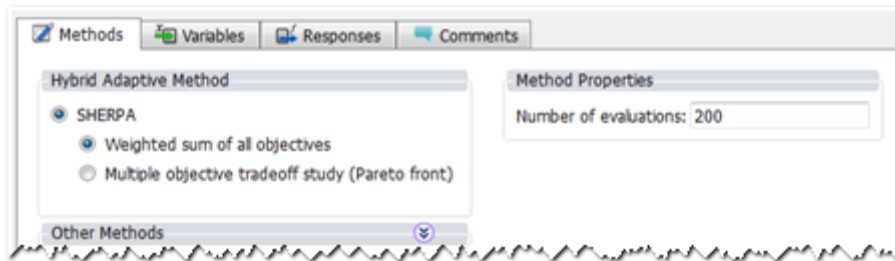 Methods Variables Responses Comments
Hybrid Adaptive Method
SHERPA
Weighted sum of all objectives
Multiple objective tradeoff study (Pareto front)
Other Methods
Method Properties
Number of evaluations: 200